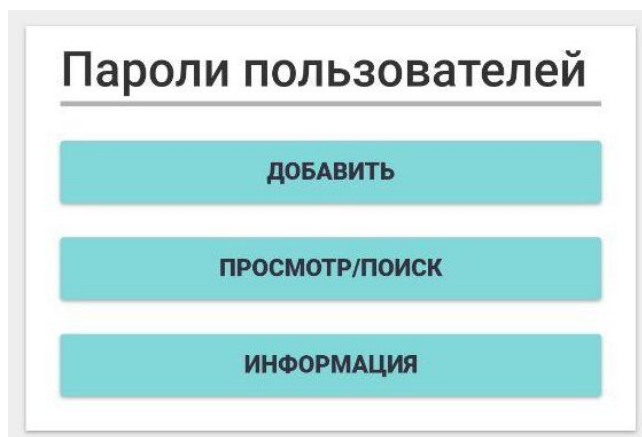 Пароли пользователей
ДОБАВИТЬ
ПРОСМОТР/ПОИСК
ИНФОРМАЦИЯ